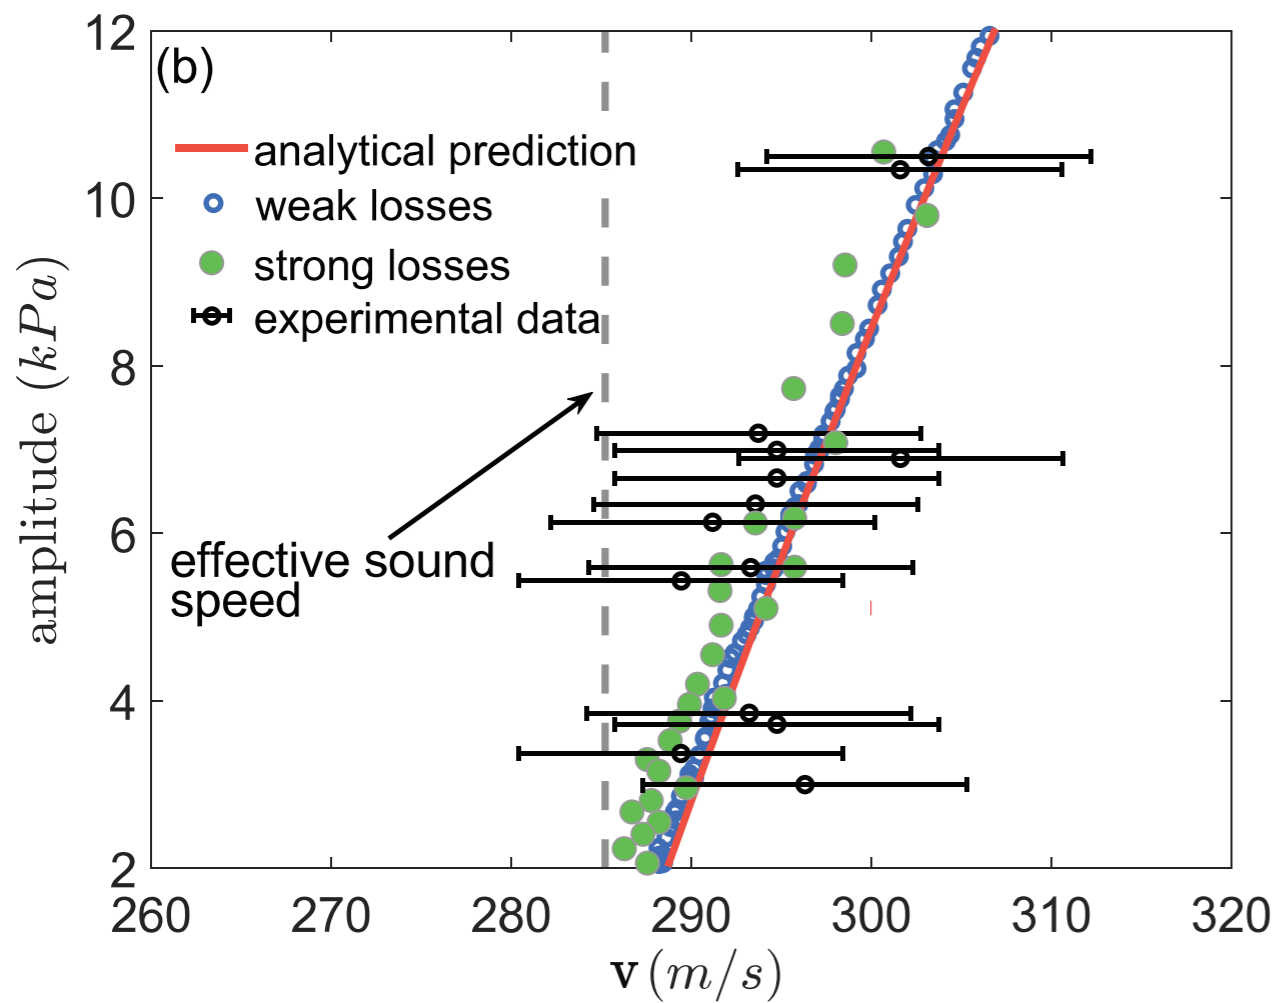 12
(b)
analytical prediction
weak losses
10
strong losses
experimental data
8
amplitude (kPa)
6
effective sound
speed
4
2
260 270 280 290 300 310 320
v (m/s)